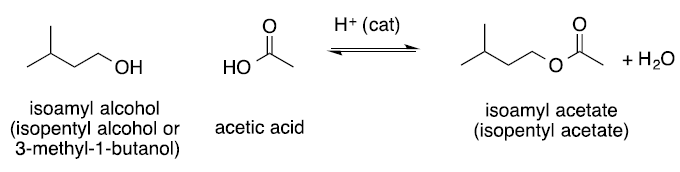 O
O
H⁺ (cat)
OH
HO
O
+ H₂O
isoamyl alcohol
(isopentyl alcohol or
3-methyl-1-butanol)
acetic acid
isoamyl acetate
(isopentyl acetate)